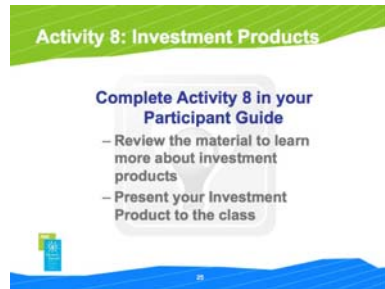 Activity 8: Investment Products
Complete Activity 8 in your
Participant Guide
– Review the material to learn
more about investment
products
– Present your Investment
Product to the class
25